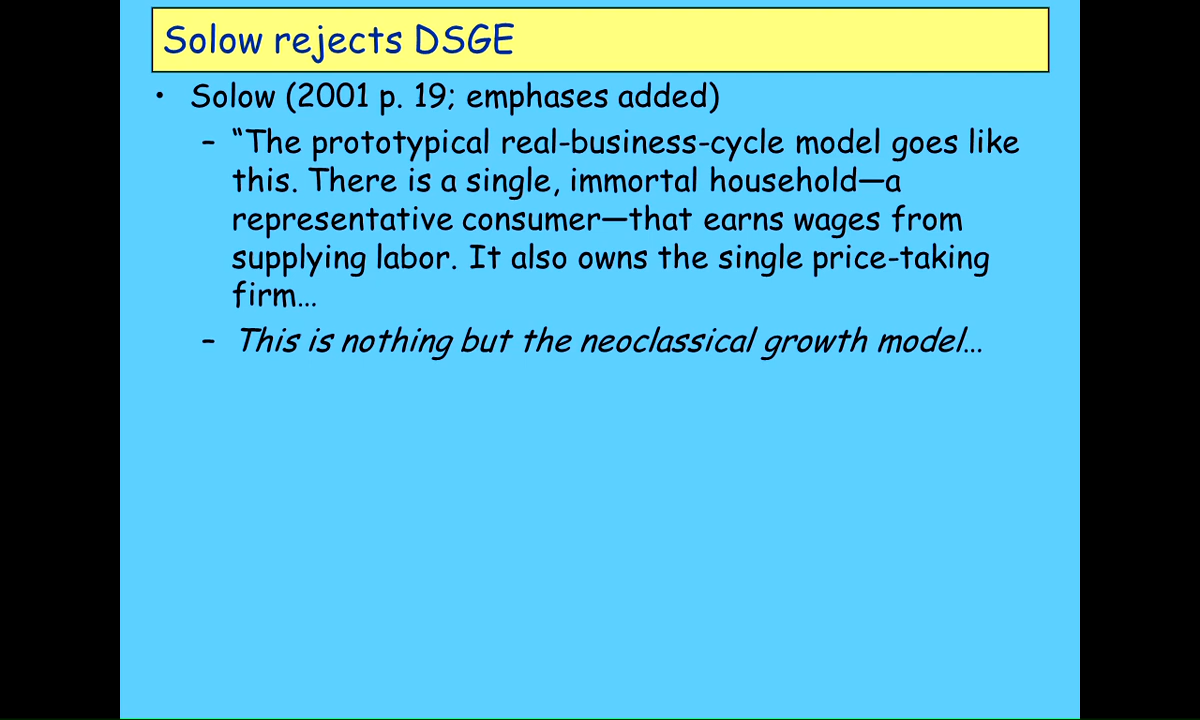 Solow rejects DSGE
• Solow (2001 p. 19; emphases added)
– “The prototypical real-business-cycle model goes like
this. There is a single, immortal household—a
representative consumer—that earns wages from
supplying labor. It also owns the single price-taking
firm…
– This is nothing but the neoclassical growth model…